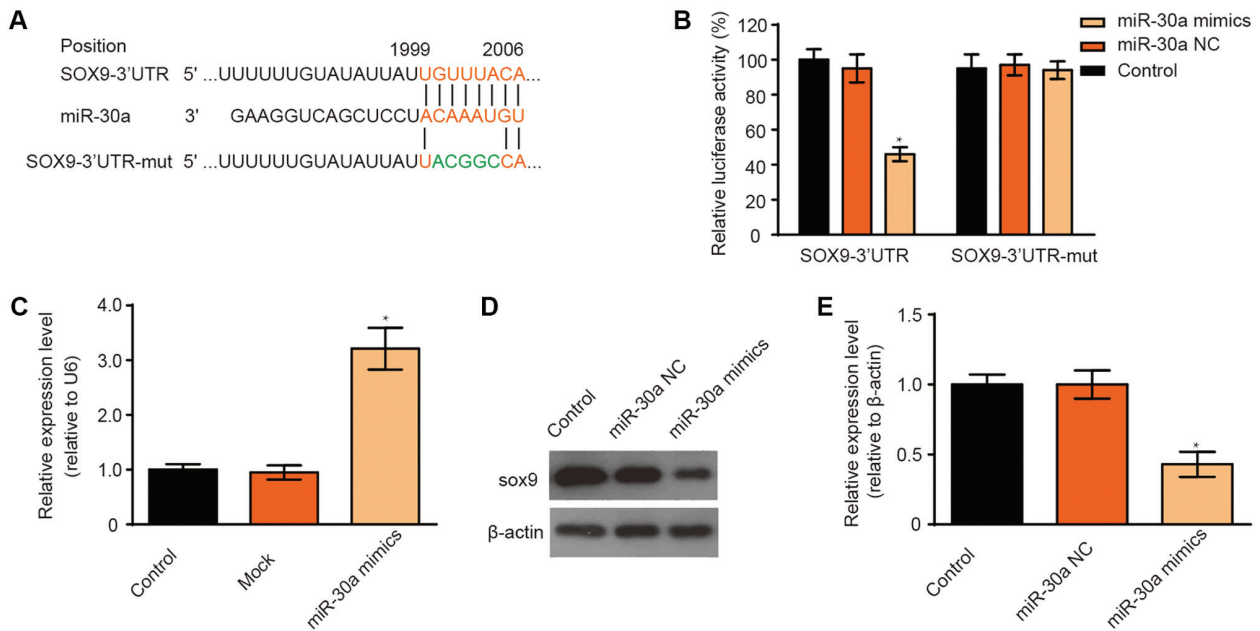 A
Position 1999 2006
SOX9-3'UTR 5' ...UUUUUUGUAUAUUAUUGUUUACA...
miR-30a 3' GAAGGUCAGCUCCUACAAAUGU
SOX9-3'UTR-mut 5' ...UUUUUUGUAUAUUAUUACGGCCA...
B
Relative luciferase activity (%)
120
100
80
60
40
20
0
*
SOX9-3'UTR
SOX9-3'UTR-mut
miR-30a mimics
miR-30a NC
Control
C
Relative expression level
(relative to U6)
4.0
3.0
2.0
1.0
0
*
Control
Mock
miR-30a mimics
D
Control
miR-30a NC
miR-30a mimics
sox9
β-actin
E
Relative expression level
(relative to β-actin)
1.5
1.0
0.5
0
*
Control
miR-30a NC
miR-30a mimics